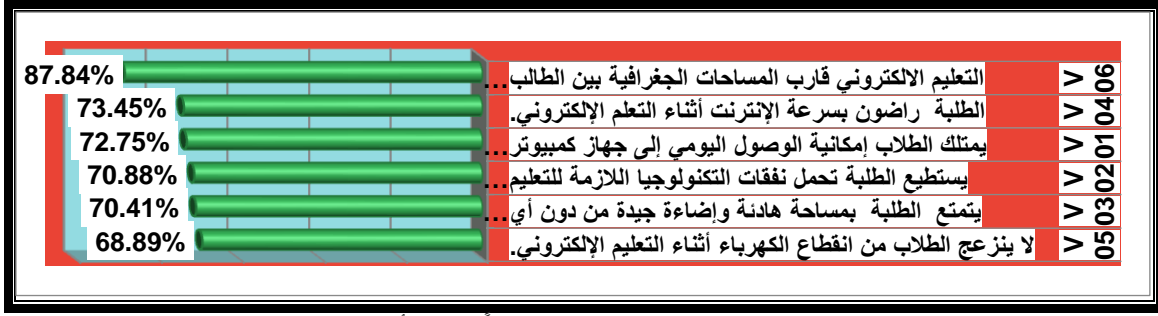 V06 التعليم الالكتروني قارب المساحات الجغرافية بين الطالب... 87.84%
V04 الطلبة راضون بسرعة الإنترنت أثناء التعلم الإلكتروني. 73.45%
V01 يمتلك الطلاب إمكانية الوصول اليومي إلى جهاز كمبيوتر... 72.75%
V02 يستطيع الطلبة تحمل نفقات التكنولوجيا اللازمة للتعليم... 70.88%
V03 يتمتع الطلبة بمساحة هادئة وإضاءة جيدة من دون أي... 70.41%
V05 لا ينزعج الطلاب من انقطاع الكهرباء أثناء التعليم الإلكتروني. 68.89%